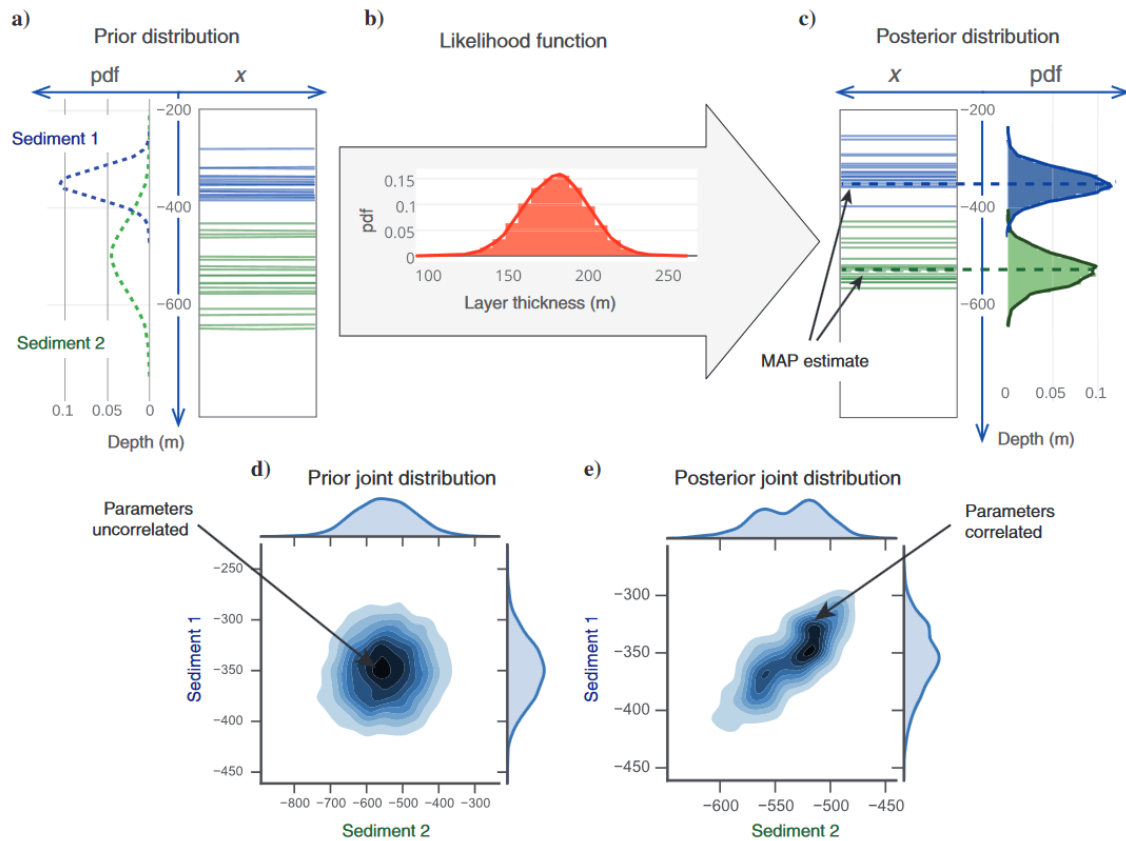 a)
Prior distribution
pdf
x
−200
Sediment 1
−400
−600
Sediment 2
0.1
0.05
0
Depth (m)
b)
Likelihood function
pdf
0.15
0.1
0.05
0
100
150
200
250
Layer thickness (m)
c)
Posterior distribution
x
pdf
−200
−400
−600
MAP estimate
0
0.05
0.1
Depth (m)
d)
Prior joint distribution
Parameters
uncorrelated
−250
−300
−350
−400
−450
Sediment 1
−800
−700
−600
−500
−400
−300
Sediment 2
e)
Posterior joint distribution
Parameters
correlated
−300
−350
−400
−450
Sediment 1
−600
−550
−500
−450
Sediment 2